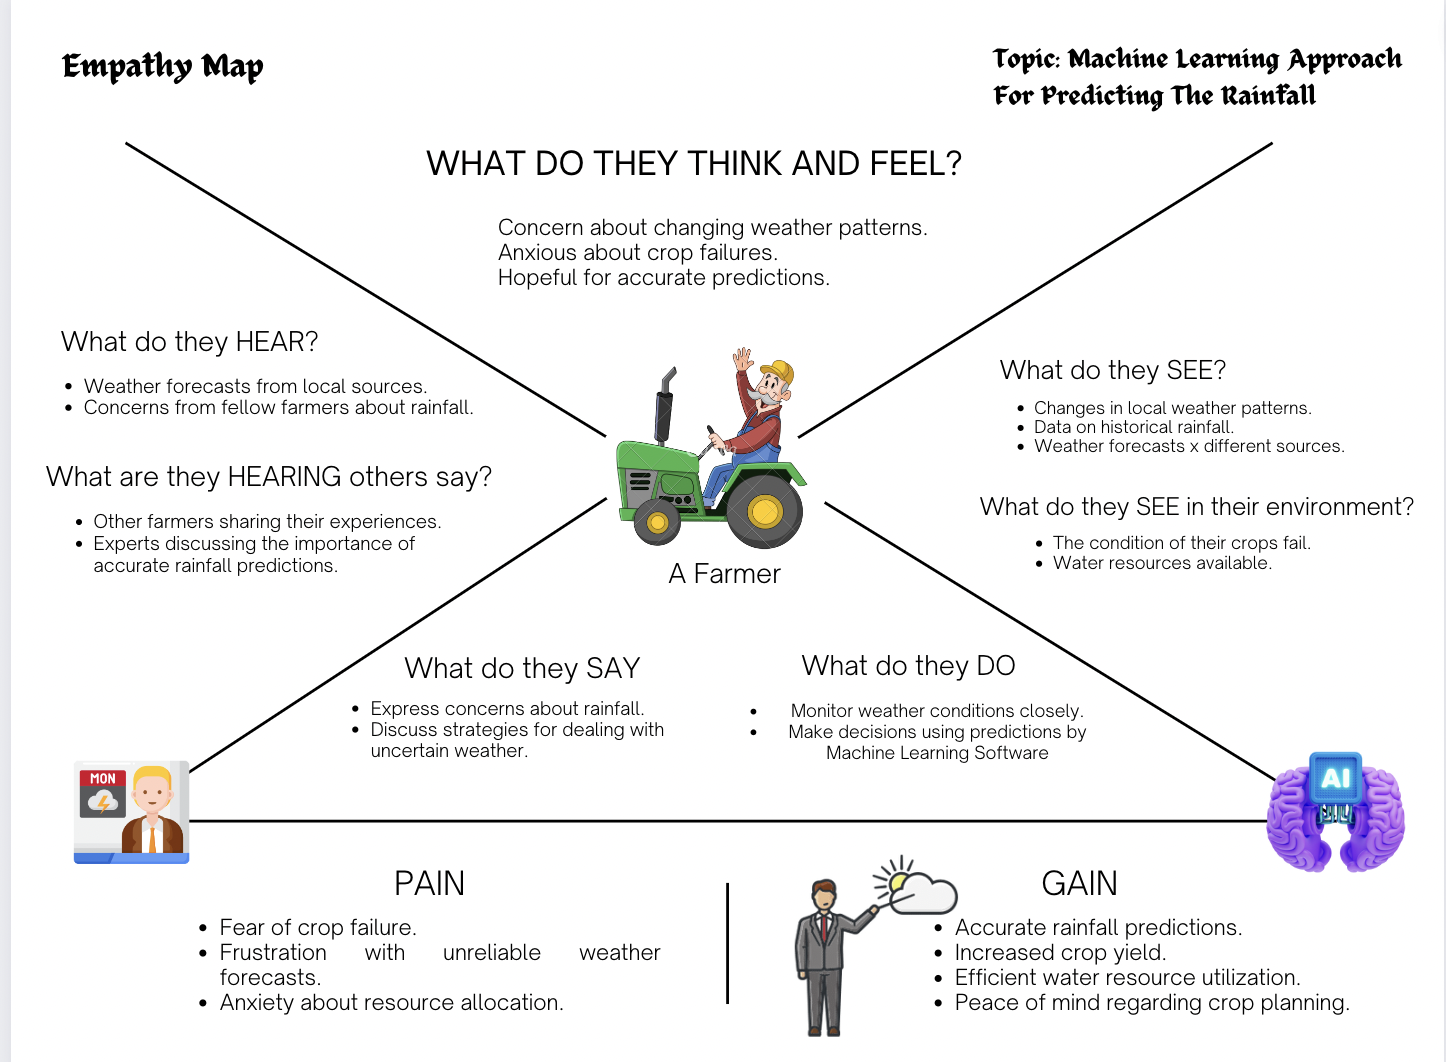 Empathy Map
Topic: Machine Learning Approach
For Predicting The Rainfall
WHAT DO THEY THINK AND FEEL?
Concern about changing weather patterns.
Anxious about crop failures.
Hopeful for accurate predictions.
What do they HEAR?
• Weather forecasts from local sources.
• Concerns from fellow farmers about rainfall.
What are they HEARING others say?
• Other farmers sharing their experiences.
• Experts discussing the importance of
accurate rainfall predictions.
What do they SEE?
• Changes in local weather patterns.
• Data on historical rainfall.
• Weather forecasts x different sources.
What do they SEE in their environment?
• The condition of their crops fail.
• Water resources available.
A Farmer
What do they SAY
• Express concerns about rainfall.
• Discuss strategies for dealing with
uncertain weather.
What do they DO
• Monitor weather conditions closely.
• Make decisions using predictions by
Machine Learning Software
MON
AI
PAIN
• Fear of crop failure.
• Frustration with unreliable weather
forecasts.
• Anxiety about resource allocation.
GAIN
• Accurate rainfall predictions.
• Increased crop yield.
• Efficient water resource utilization.
• Peace of mind regarding crop planning.